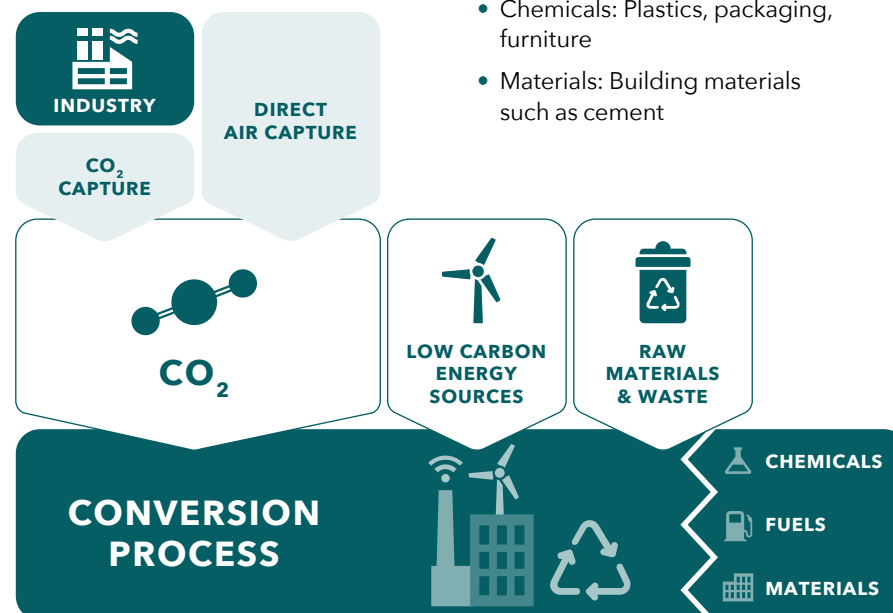 • Chemicals: Plastics, packaging,
furniture
• Materials: Building materials
such as cement
INDUSTRY
DIRECT
AIR CAPTURE
CO₂
CAPTURE
CO₂
LOW CARBON
ENERGY
SOURCES
RAW
MATERIALS
& WASTE
CONVERSION
PROCESS
CHEMICALS
FUELS
MATERIALS